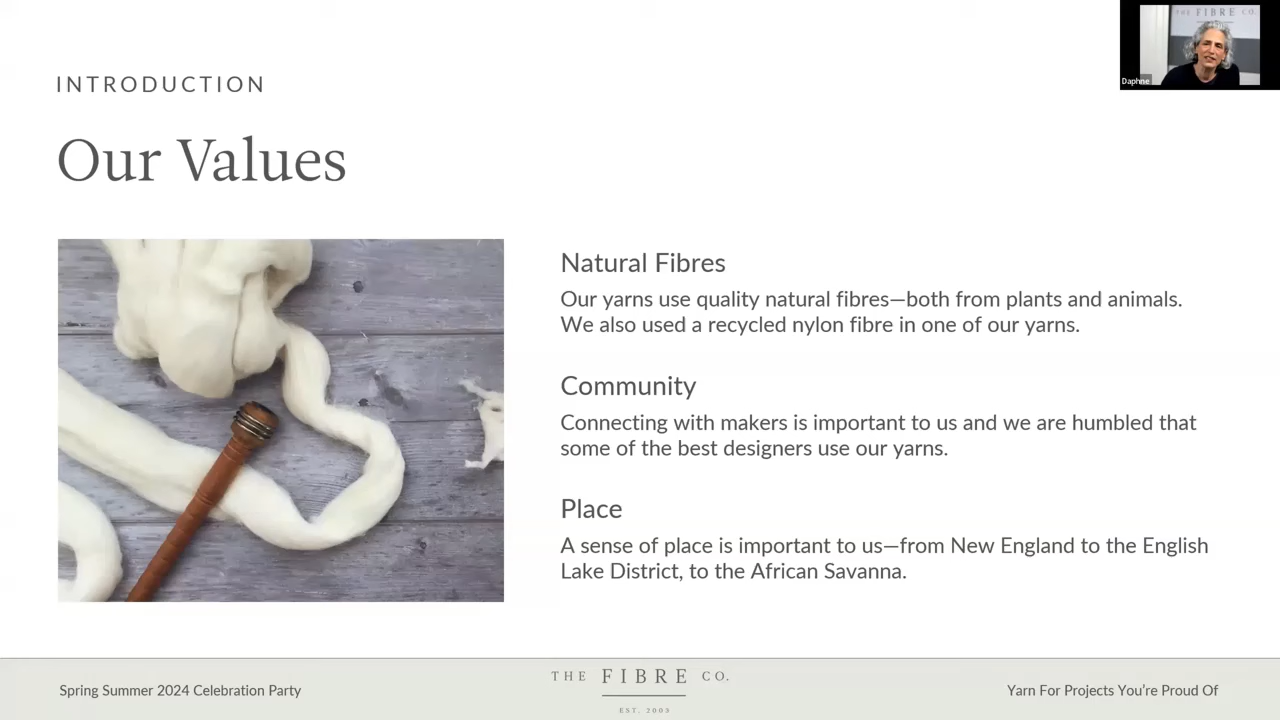 THE FIBRE CO.
Daphne
INTRODUCTION
Our Values
Natural Fibres
Our yarns use quality natural fibres—both from plants and animals.
We also used a recycled nylon fibre in one of our yarns.
Community
Connecting with makers is important to us and we are humbled that
some of the best designers use our yarns.
Place
A sense of place is important to us—from New England to the English
Lake District, to the African Savanna.
Spring Summer 2024 Celebration Party
THE FIBRE CO.
EST. 2003
Yarn For Projects You're Proud Of